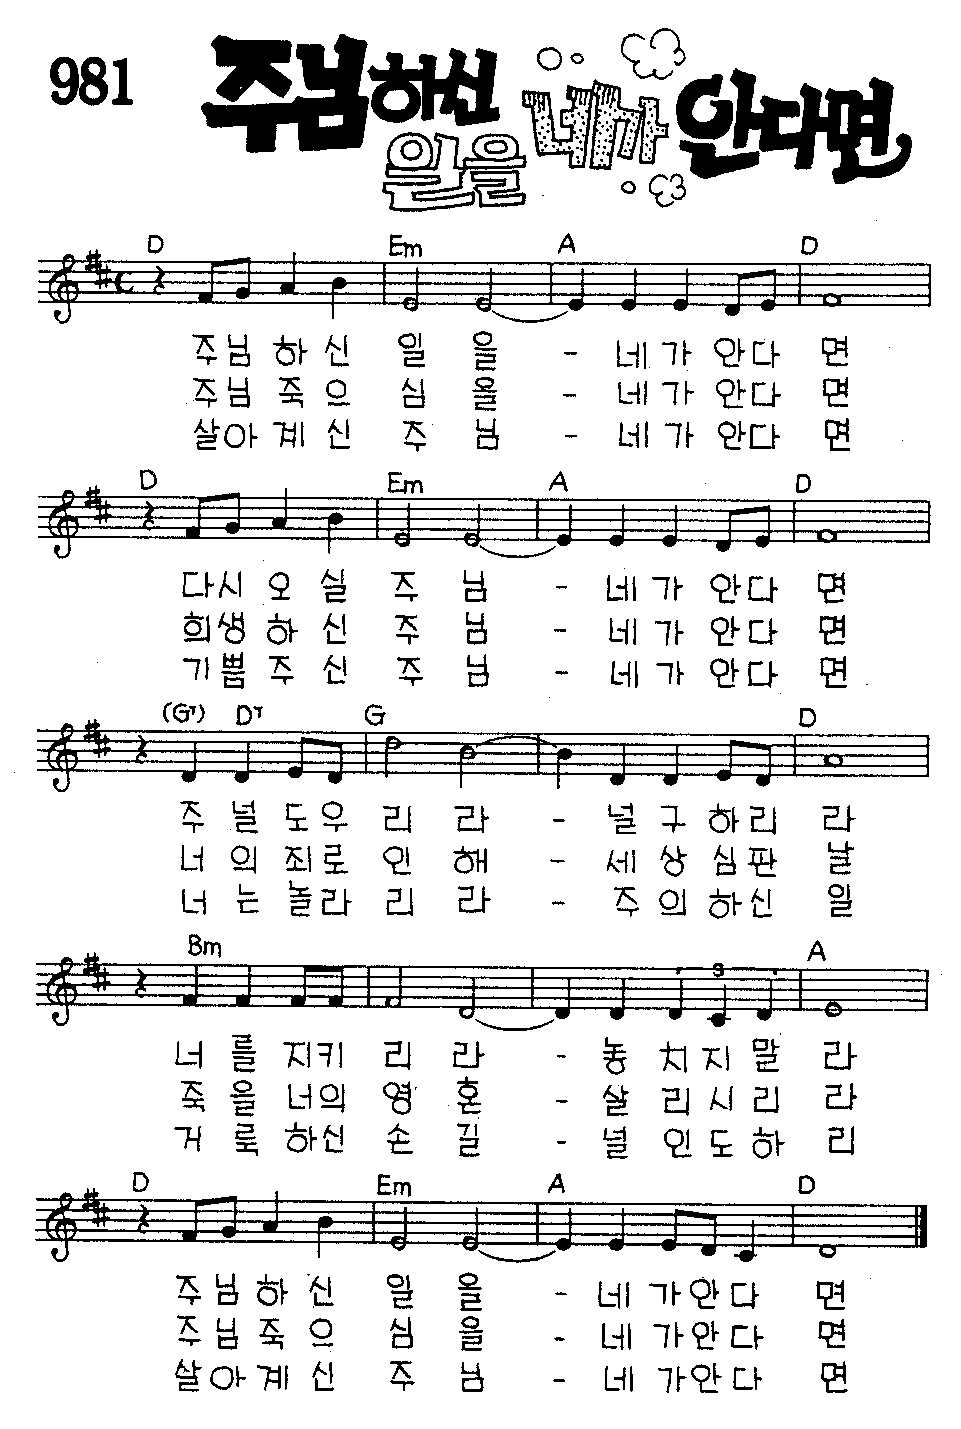 981 주님하신 일을 네가 안다면
D Em A D
주님 하 신 일 을 - 네 가 안다 면
주님 죽 으 심 을 - 네 가 안다 면
살아 계 신 주 님 - 네 가 안다 면
D Em A D
다시 오 실 주 님 - 네 가 안다 면
희생 하 신 주 님 - 네 가 안다 면
기쁨 주 신 주 님 - 네 가 안다 면
(G7) D7 G D
주 널 도우 리 라 - 널 구 하리 라
너 의 죄로 인 해 - 세 상 심판 날
너 는 놀라 리 라 - 주 의 하신 일
Bm 3 A
너 를 지키 리 라 - 놓 치 지 말 라
죽 을 너의 영 혼 - 살 리 시 리 라
거 룩 하신 손 길 - 널 인 도 하 리
D Em A D
주 님 하 신 일 을 - 네 가 안 다 면
주 님 죽 으 심 을 - 네 가 안 다 면
살 아 계 신 주 님 - 네 가 안 다 면